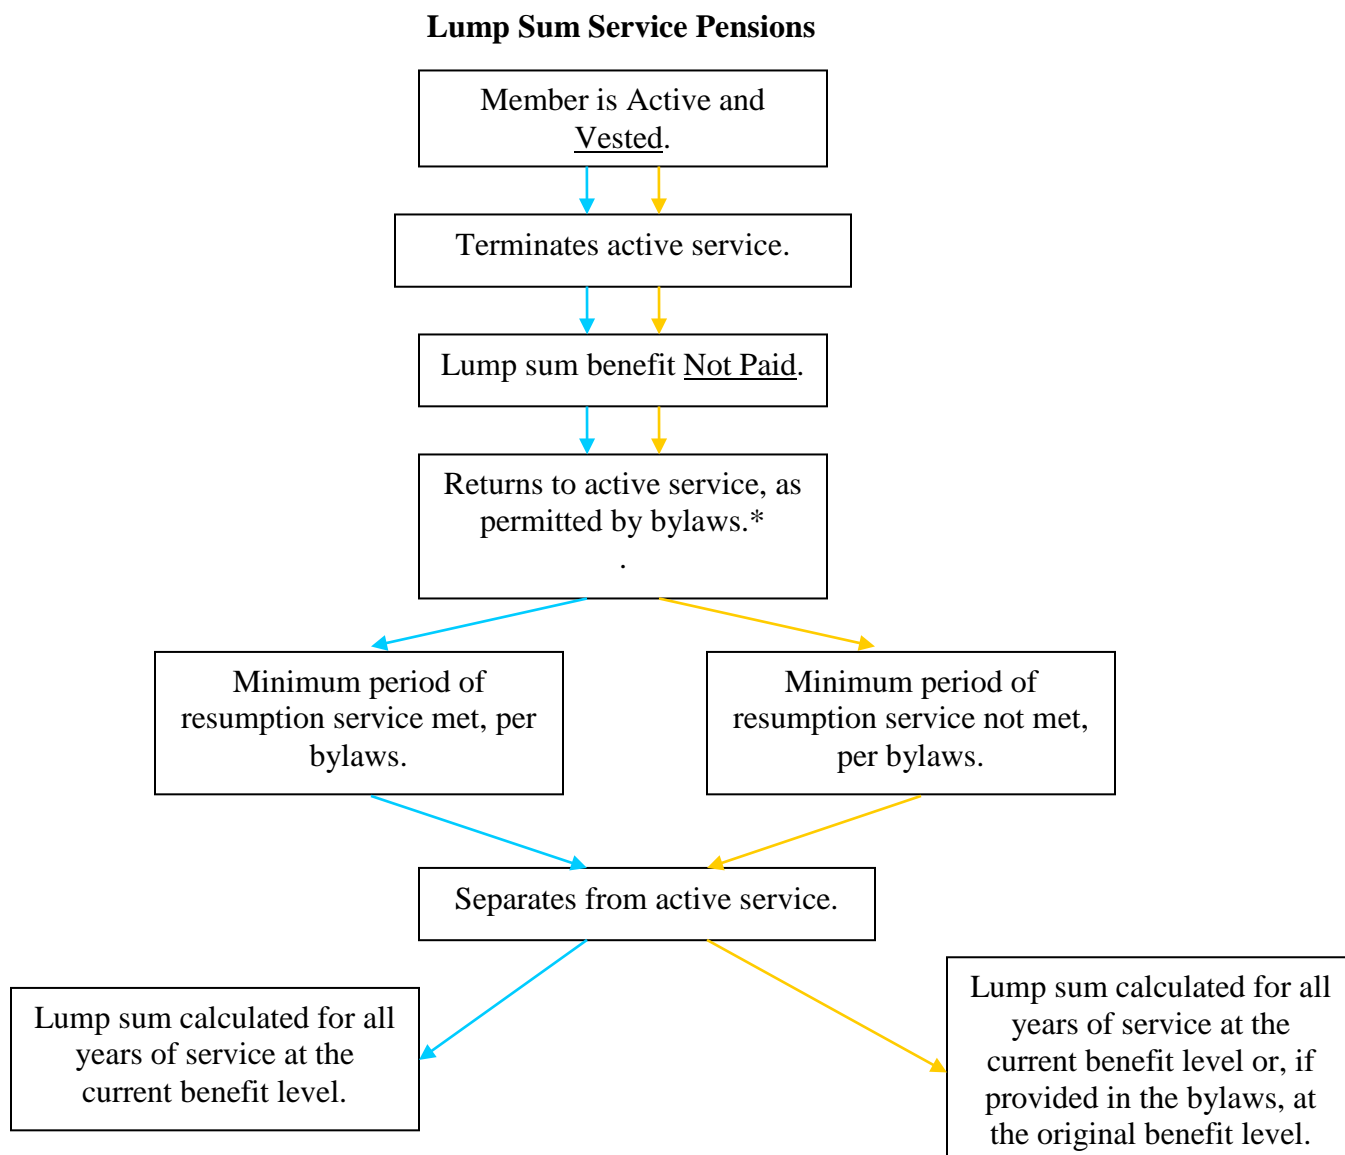 Lump Sum Service Pensions
Member is Active and
Vested.
Terminates active service.
Lump sum benefit Not Paid.
Returns to active service, as
permitted by bylaws.*
.
Minimum period of
resumption service met, per
bylaws.
Minimum period of
resumption service not met,
per bylaws.
Separates from active service.
Lump sum calculated for all
years of service at the
current benefit level.
Lump sum calculated for all
years of service at the
current benefit level or, if
provided in the bylaws, at
the original benefit level.